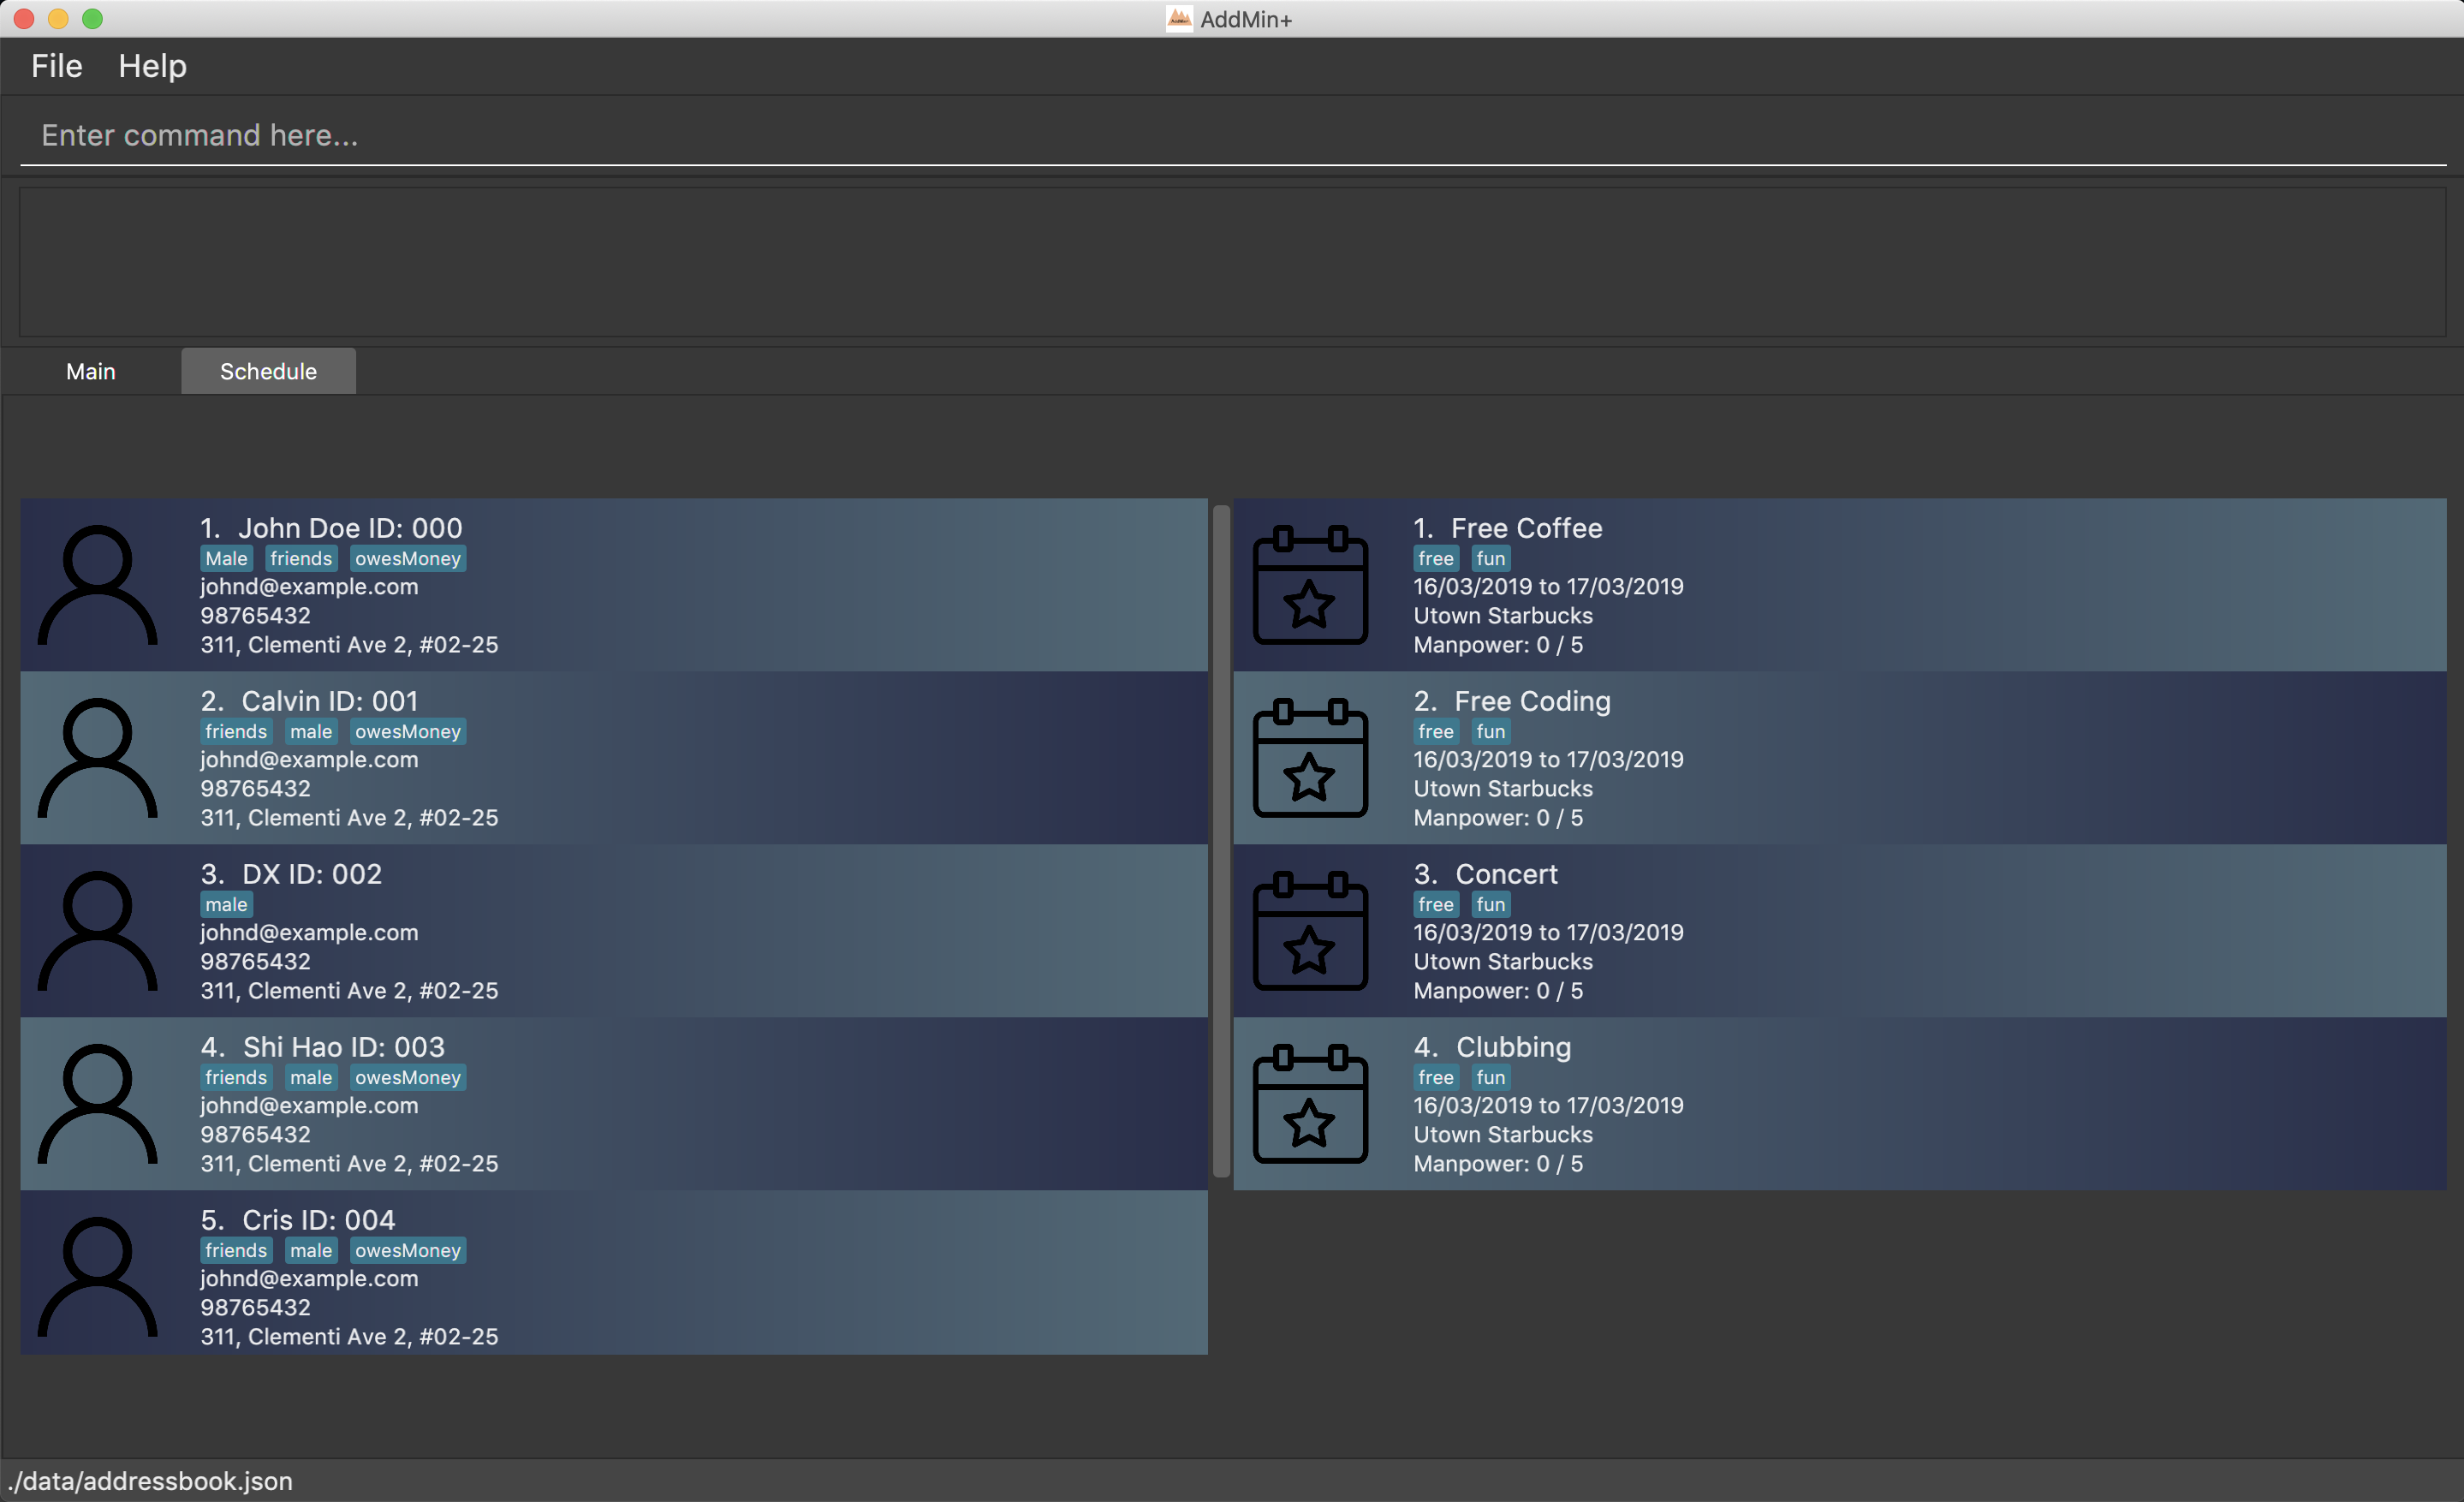 AddMin+
File Help
Enter command here...
Main Schedule
1. John Doe ID: 000
Male friends owesMoney
johnd@example.com
98765432
311, Clementi Ave 2, #02-25
2. Calvin ID: 001
friends male owesMoney
johnd@example.com
98765432
311, Clementi Ave 2, #02-25
3. DX ID: 002
male
johnd@example.com
98765432
311, Clementi Ave 2, #02-25
4. Shi Hao ID: 003
friends male owesMoney
johnd@example.com
98765432
311, Clementi Ave 2, #02-25
5. Cris ID: 004
friends male owesMoney
johnd@example.com
98765432
311, Clementi Ave 2, #02-25
1. Free Coffee
free fun
16/03/2019 to 17/03/2019
Utown Starbucks
Manpower: 0 / 5
2. Free Coding
free fun
16/03/2019 to 17/03/2019
Utown Starbucks
Manpower: 0 / 5
3. Concert
free fun
16/03/2019 to 17/03/2019
Utown Starbucks
Manpower: 0 / 5
4. Clubbing
free fun
16/03/2019 to 17/03/2019
Utown Starbucks
Manpower: 0 / 5
./data/addressbook.json